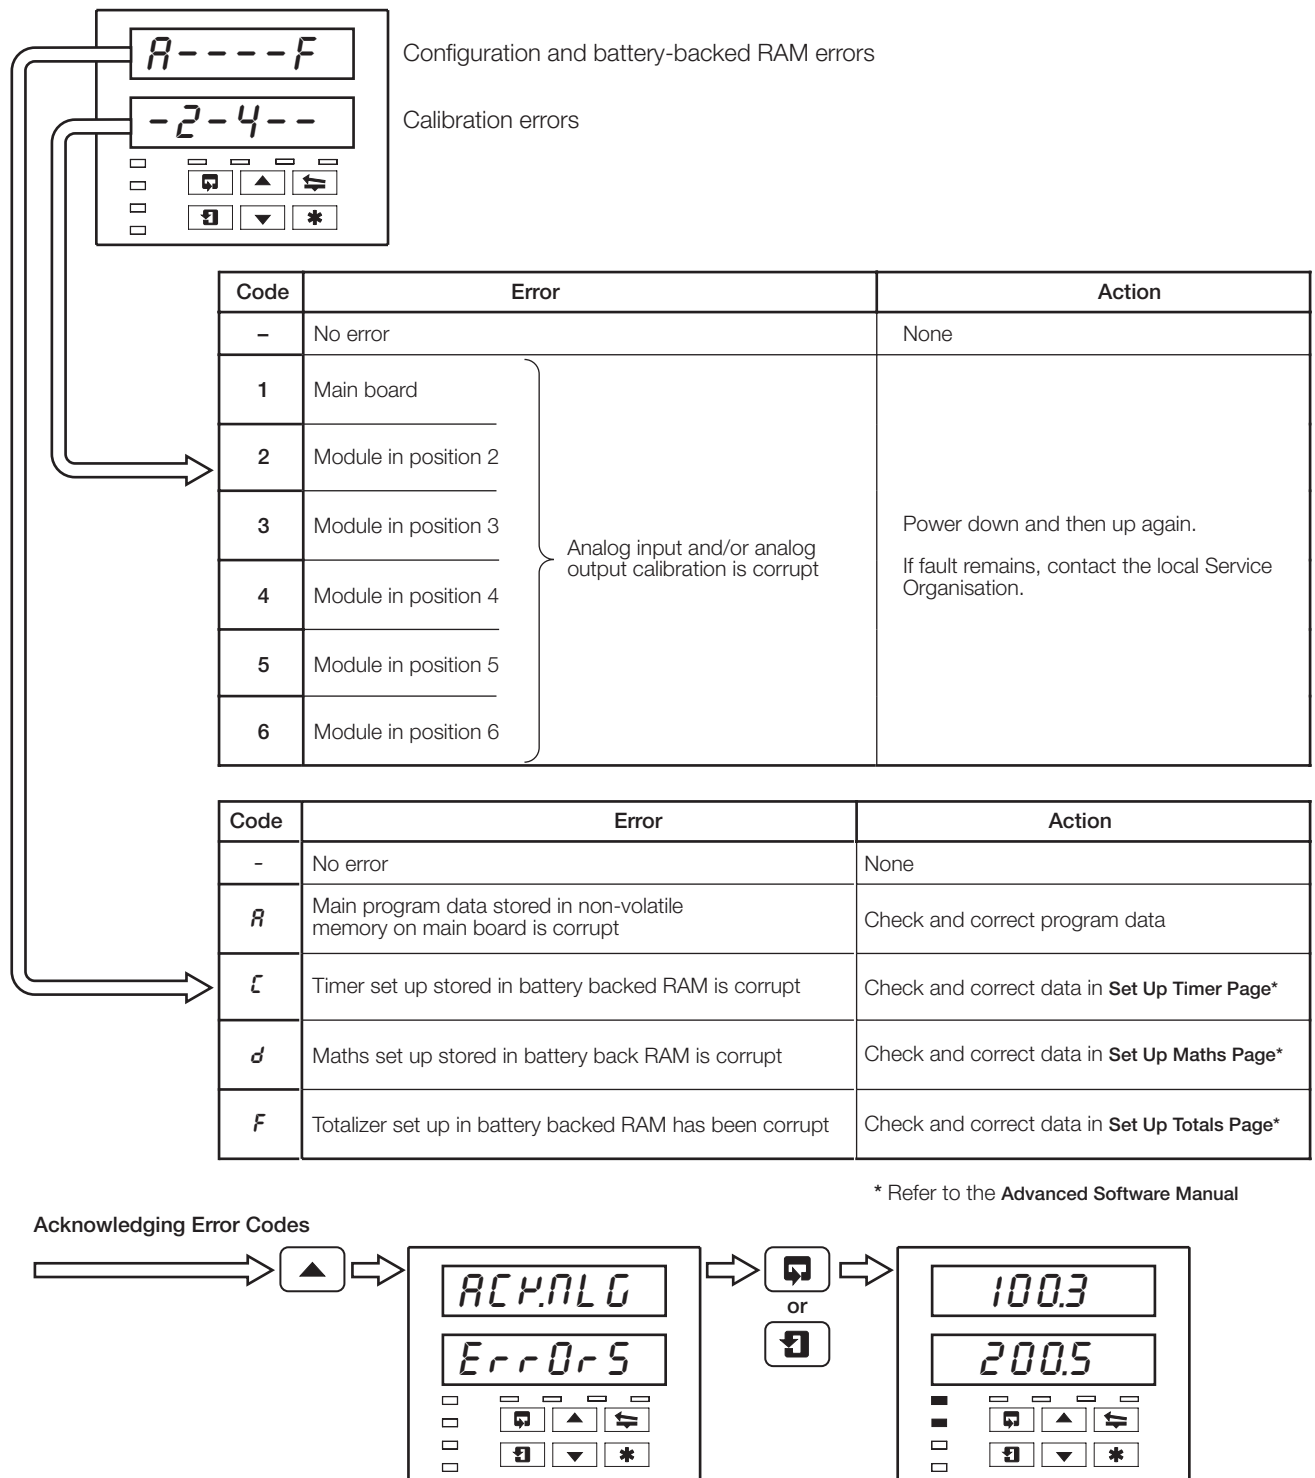 A----F
Configuration and battery-backed RAM errors
-2-4--
Calibration errors
Code Error Action
– No error None
1 Main board
2 Module in position 2
3 Module in position 3
4 Module in position 4
5 Module in position 5
6 Module in position 6
Analog input and/or analog
output calibration is corrupt
Power down and then up again.
If fault remains, contact the local Service
Organisation.
Code Error Action
- No error None
A Main program data stored in non-volatile
memory on main board is corrupt
Check and correct program data
C Timer set up stored in battery backed RAM is corrupt Check and correct data in Set Up Timer Page*
d Maths set up stored in battery back RAM is corrupt Check and correct data in Set Up Maths Page*
F Totalizer set up in battery backed RAM has been corrupt Check and correct data in Set Up Totals Page*
* Refer to the Advanced Software Manual
Acknowledging Error Codes
ErrOrS
or
100.3
200.5